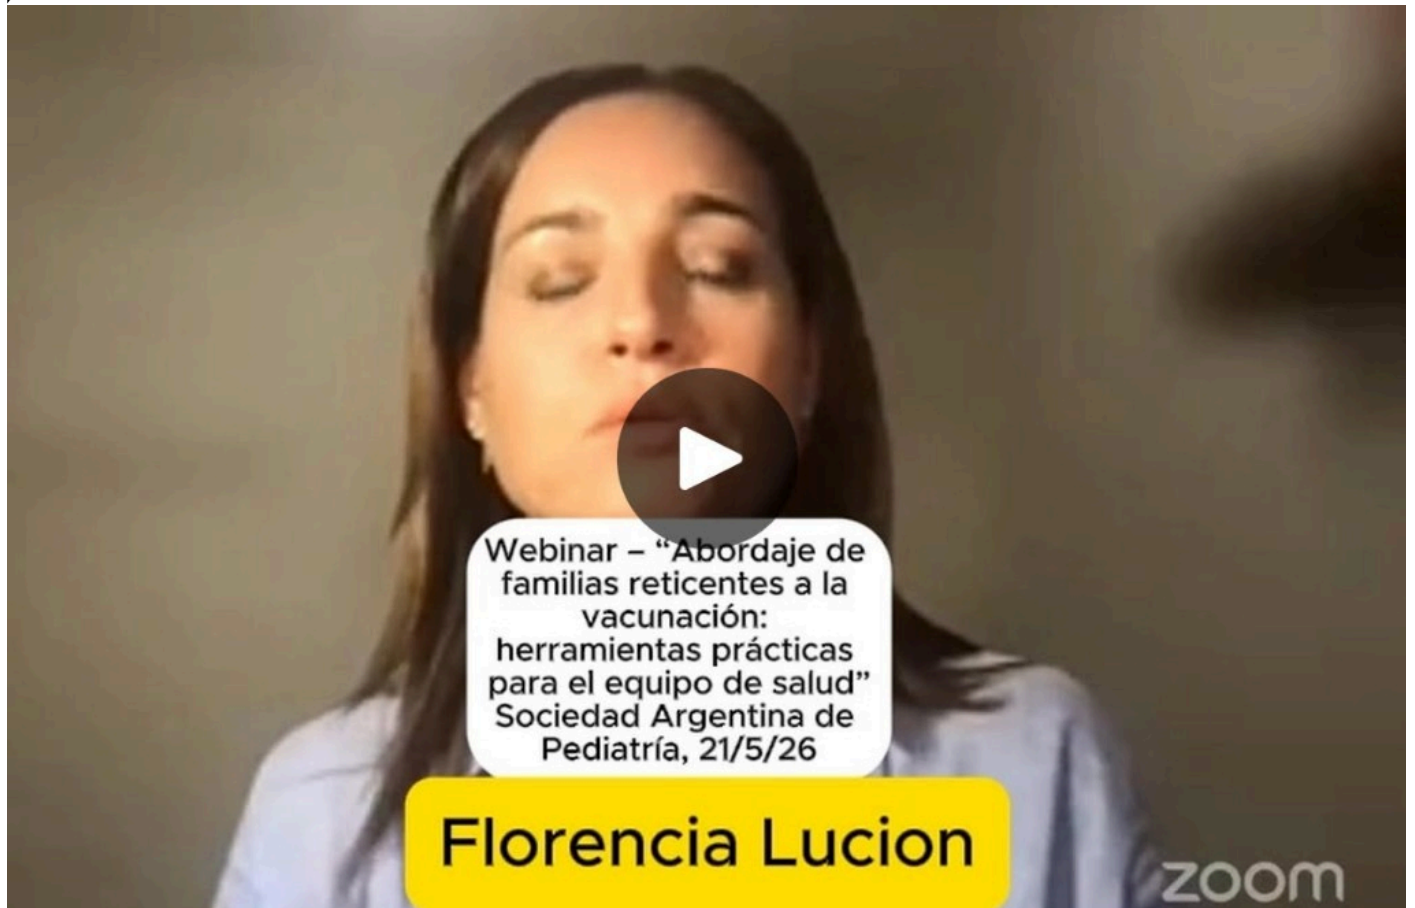 Webinar – “Abordaje de
familias reticentes a la
vacunación:
herramientas prácticas
para el equipo de salud”
Sociedad Argentina de
Pediatría, 21/5/26
Florencia Lucion
zoom